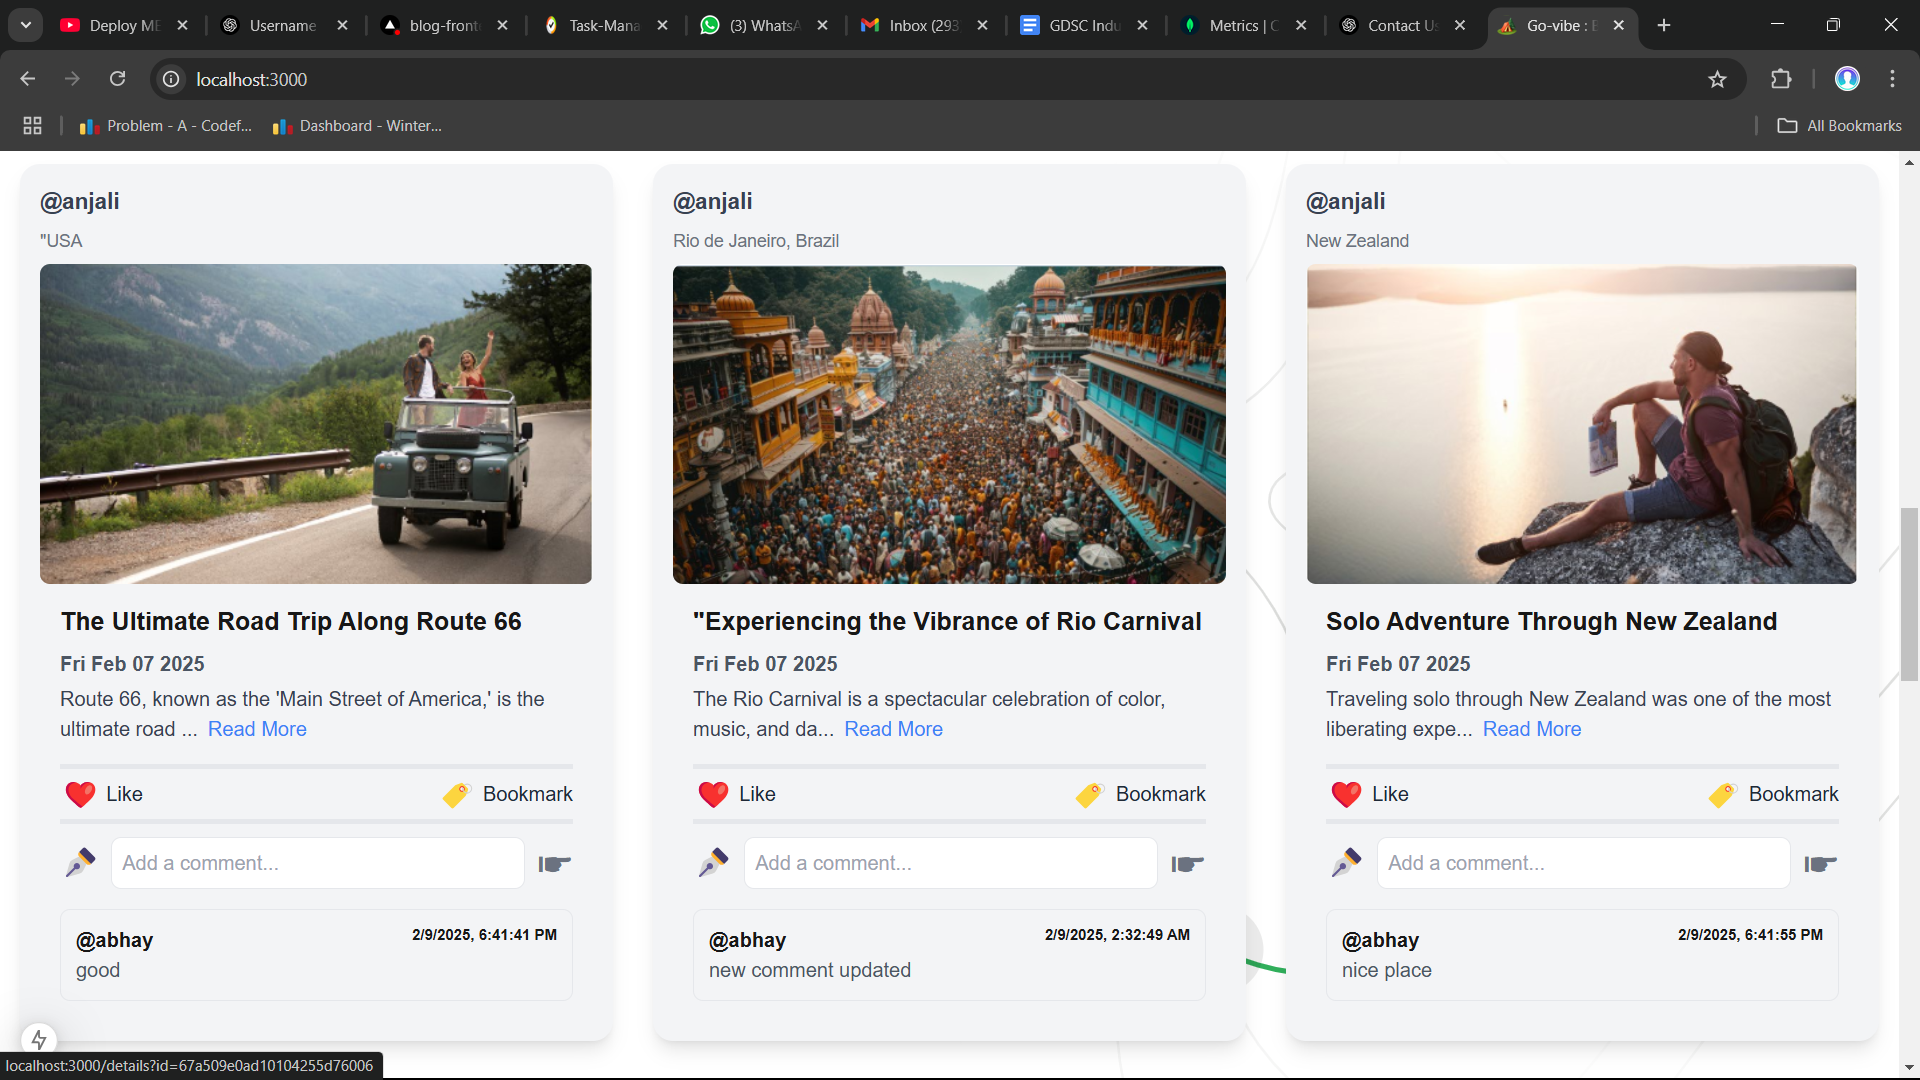 Deploy ME
Username
blog-front
Task-Mana
(3) WhatsA
Inbox (293
GDSC Indu
Metrics | C
Contact Us
Go-vibe : E
localhost:3000
Problem - A - Codef...
Dashboard - Winter...
All Bookmarks
@anjali
"USA
The Ultimate Road Trip Along Route 66
Fri Feb 07 2025
Route 66, known as the 'Main Street of America,' is the
ultimate road ... Read More
Like
Bookmark
Add a comment...
@abhay
2/9/2025, 6:41:41 PM
good
@anjali
Rio de Janeiro, Brazil
"Experiencing the Vibrance of Rio Carnival
Fri Feb 07 2025
The Rio Carnival is a spectacular celebration of color,
music, and da... Read More
Like
Bookmark
Add a comment...
@abhay
2/9/2025, 2:32:49 AM
new comment updated
@anjali
New Zealand
Solo Adventure Through New Zealand
Fri Feb 07 2025
Traveling solo through New Zealand was one of the most
liberating expe... Read More
Like
Bookmark
Add a comment...
@abhay
2/9/2025, 6:41:55 PM
nice place
localhost:3000/details?id=67a509e0ad10104255d76006